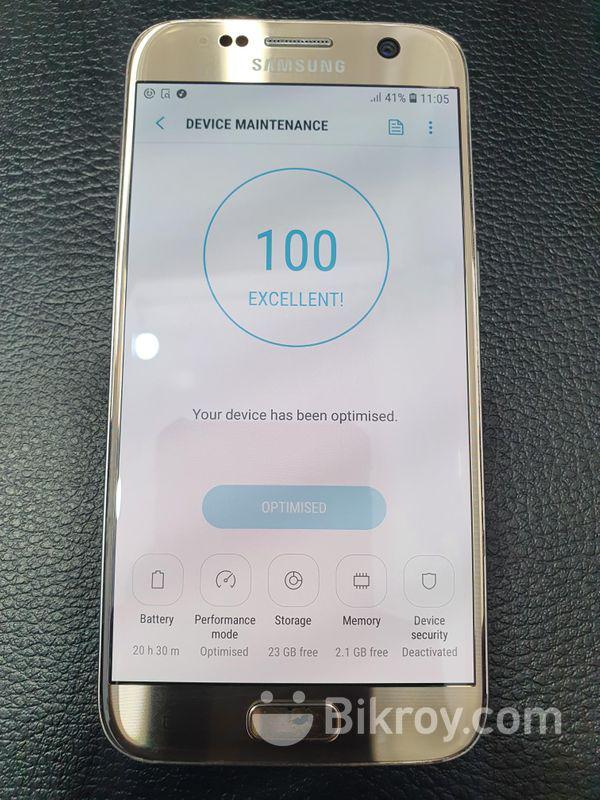 SAMSUNG
41% 11:05
DEVICE MAINTENANCE
100
EXCELLENT!
Your device has been optimised.
OPTIMISED
Battery
20 h 30 m
Performance
mode
Optimised
Storage
23 GB free
Memory
2.1 GB free
Device
security
Deactivated
Bikroy.com